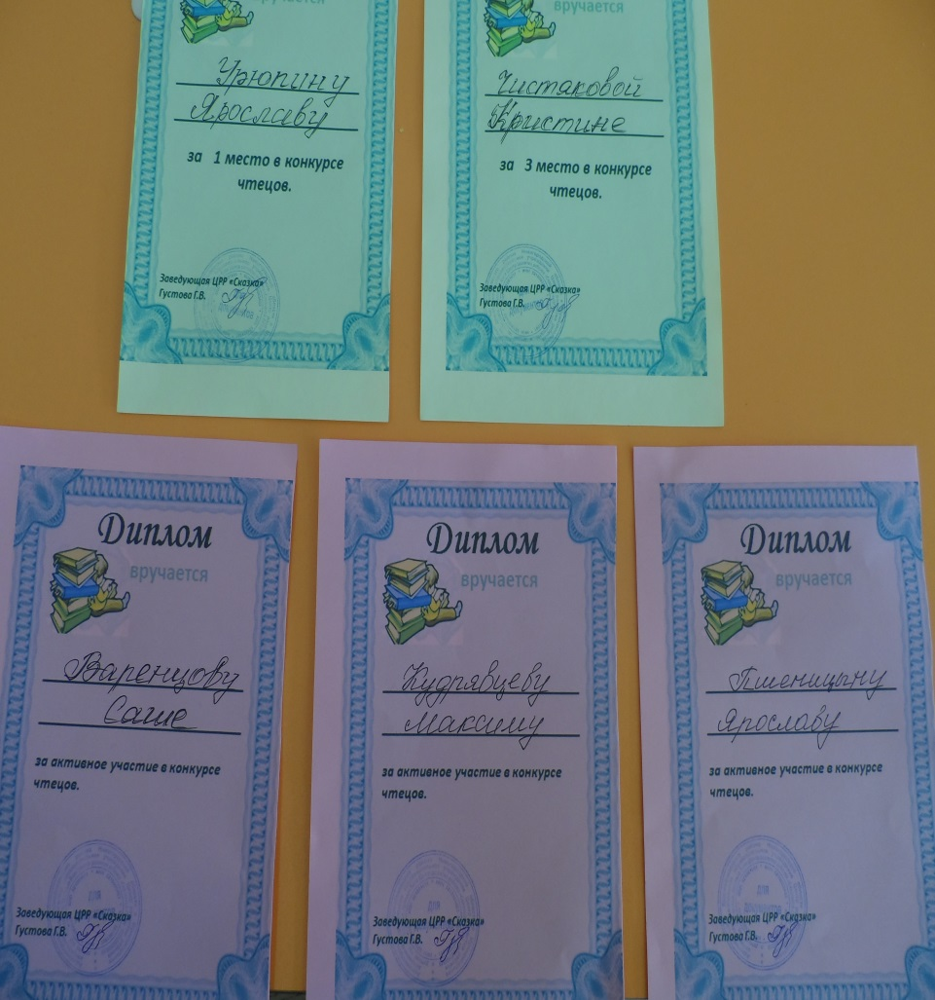 вручается
Урюпину
Ярославу
за 1 место в конкурсе
чтецов.
Заведующая ЦРР «Сказка»
Густова Г.В.
вручается
Чистаковой
Кристине
за 3 место в конкурсе
чтецов.
Заведующая ЦРР «Сказка»
Густова Г.В.
Диплом
вручается
Варенцову
Саше
за активное участие в конкурсе
чтецов.
Заведующая ЦРР «Сказка»
Густова Г.В.
Диплом
вручается
Кудрявцеву
Максиму
за активное участие в конкурсе
чтецов.
Заведующая ЦРР «Сказка»
Густова Г.В.
Диплом
вручается
Пшеницыну
Ярославу
за активное участие в конкурсе
чтецов.
Заведующая ЦРР «Сказка»
Густова Г.В.